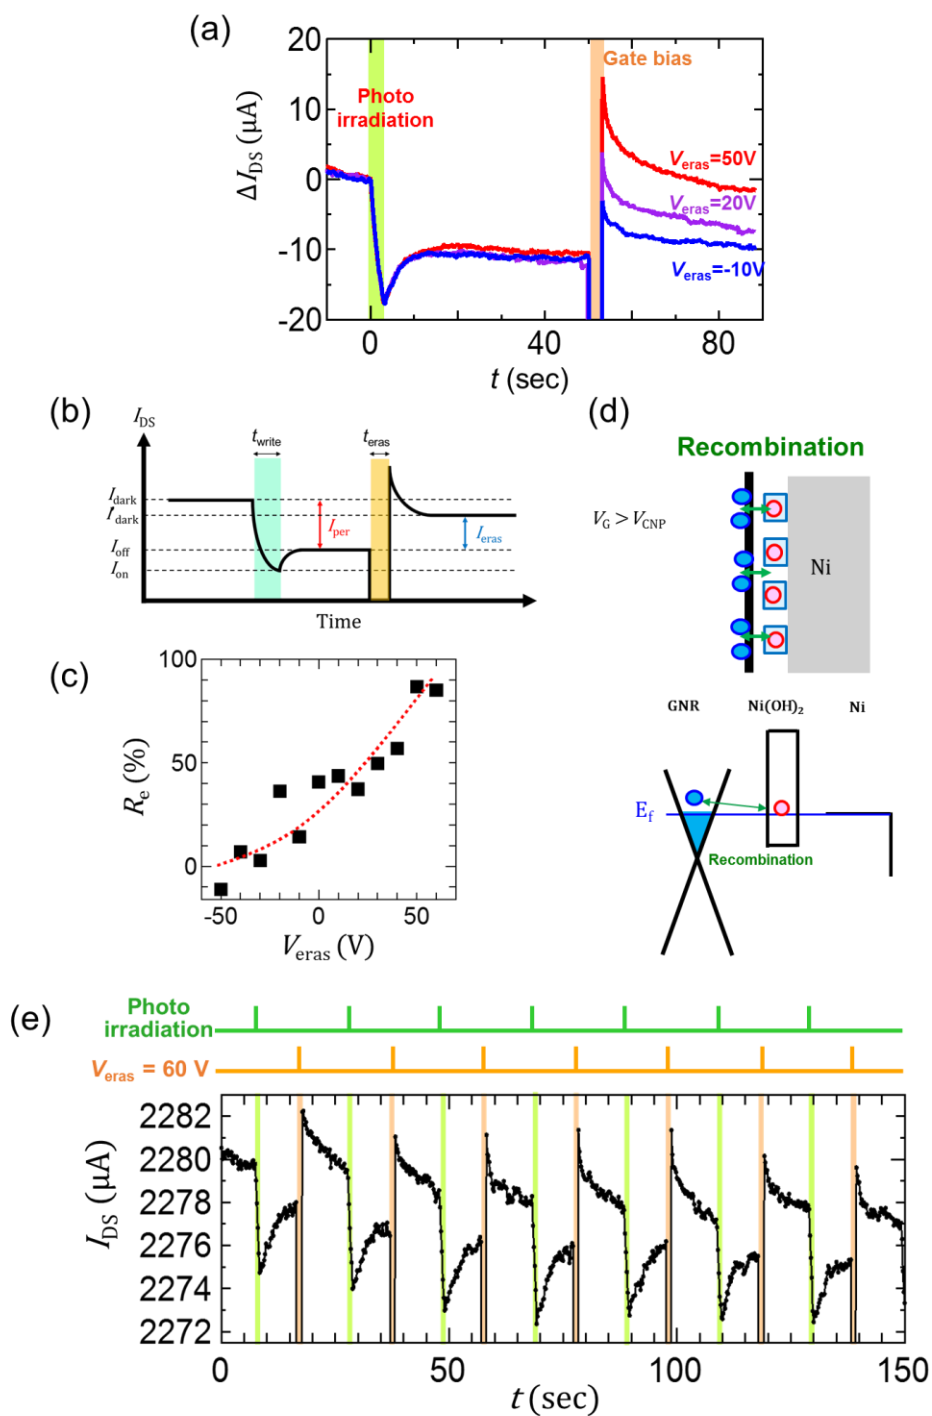 (a)
20
10
0
-10
-20
ΔI_DS (μA)
Photo
irradiation
Gate bias
V_eras=50V
V_eras=20V
V_eras=-10V
0 40 80
t (sec)
(b)
I_DS
t_write
t_eras
I_dark
I'_dark
I_off
I_on
I_per
I_eras
Time
(c)
100
50
0
R_e (%)
-50 0 50
V_eras (V)
(d)
Recombination
V_G > V_CNP
Ni
GNR Ni(OH)₂ Ni
E_f
Recombination
(e)
Photo
irradiation
V_eras = 60 V
2282
2280
2278
2276
2274
2272
I_DS (μA)
0 50 100 150
t (sec)